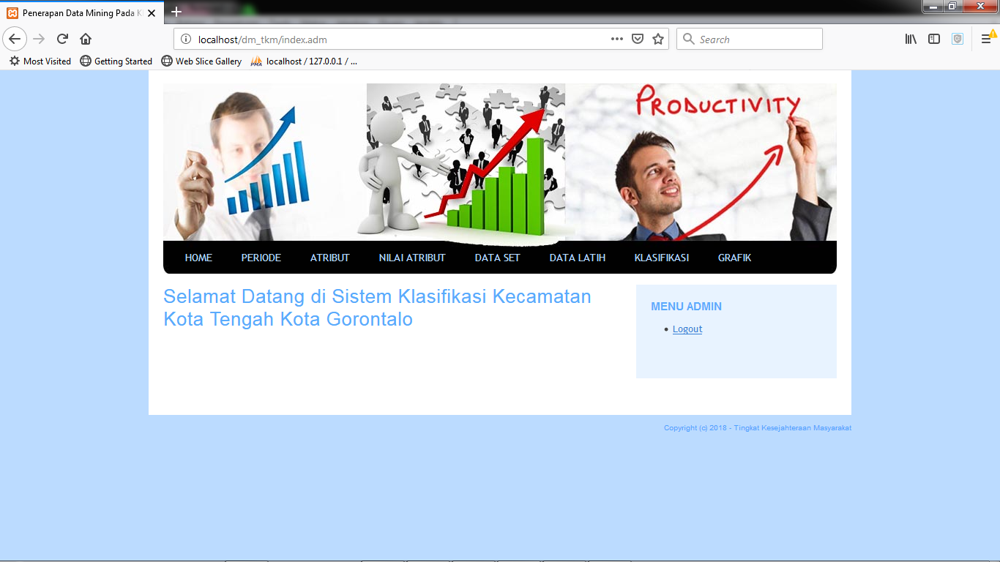 Penerapan Data Mining Pada K
localhost/dm_tkm/index.adm
Search
Most Visited
Getting Started
Web Slice Gallery
PMA
localhost / 127.0.0.1 / ...
PRODUCTIVITY
HOME PERIODE ATRIBUT NILAI ATRIBUT DATA SET DATA LATIH KLASIFIKASI GRAFIK
Selamat Datang di Sistem Klasifikasi Kecamatan
Kota Tengah Kota Gorontalo
MENU ADMIN
Logout
Copyright (c) 2018 - Tingkat Kesejahteraan Masyarakat